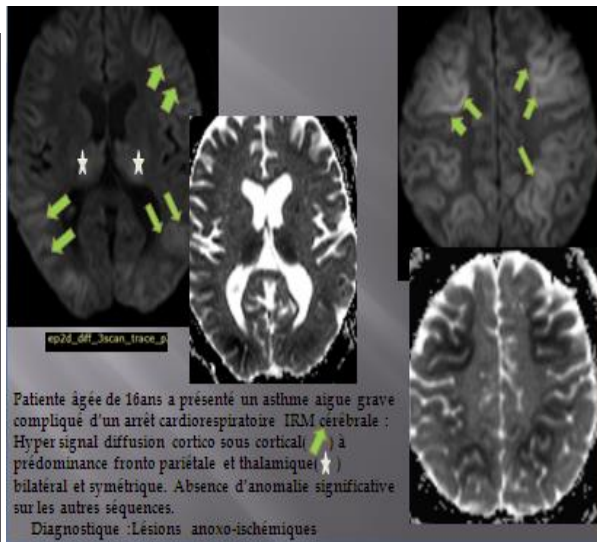 ep2d_diff_3scan_trace_p
Patiente âgée de 16ans a présenté un asthme aigue grave
compliqué d'un arrêt cardiorespiratoire IRM cérébrale :
Hyper signal diffusion cortico sous cortical( ) à
prédominance fronto pariétale et thalamique( )
bilatéral et symétrique. Absence d'anomalie significative
sur les autres séquences.
Diagnostique :Lésions anoxo-ischémiques